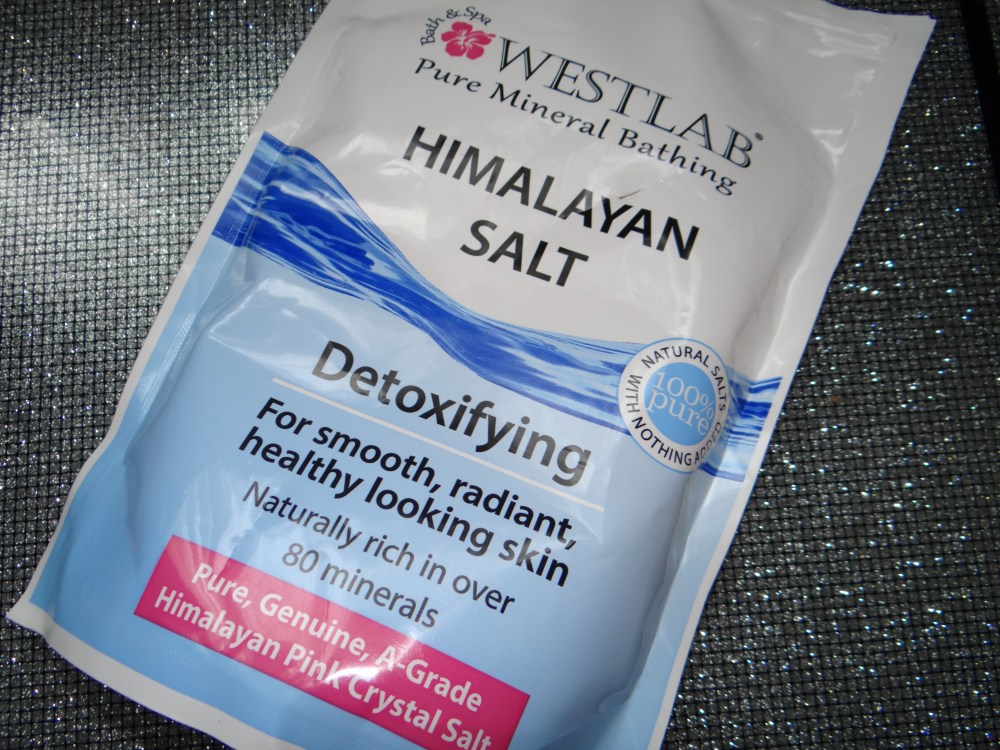 Bath & Spa
WESTLAB®
Pure Mineral Bathing
HIMALAYAN
SALT
NATURAL SALTS
100%
pure
WITH NOTHING ADDED
Detoxifying
For smooth, radiant,
healthy looking skin
Naturally rich in over
80 minerals
Pure, Genuine, A-Grade
Himalayan Pink Crystal Salt